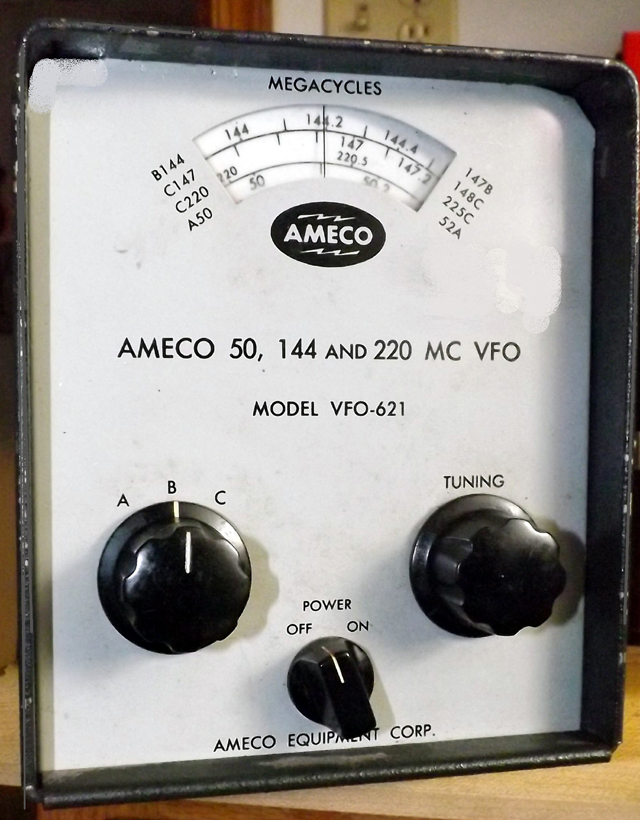 MEGACYCLES
144 144.2 144.4
147 147.2
220 220.5
50 50.2
B144
C147
C220
A50
147B
148C
225C
52A
AMECO
AMECO 50, 144 AND 220 MC VFO
MODEL VFO-621
A B C
TUNING
POWER
OFF ON
AMECO EQUIPMENT CORP.